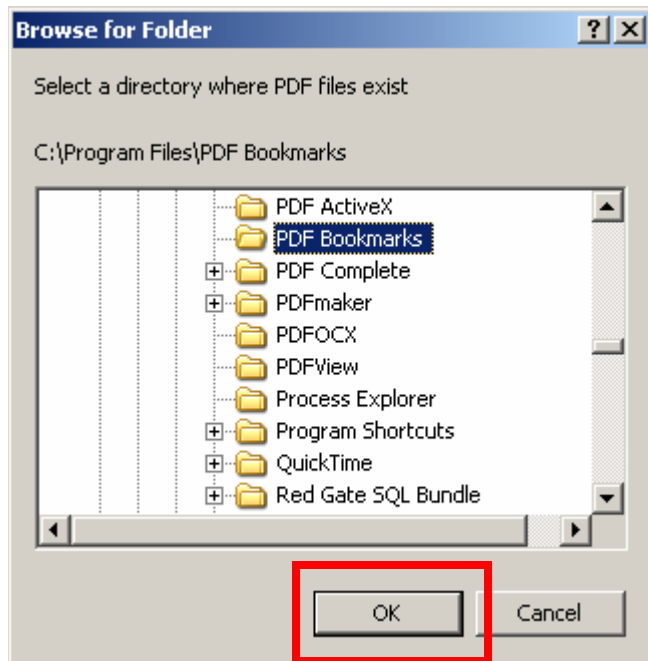 Browse for Folder
Select a directory where PDF files exist
C:\Program Files\PDF Bookmarks
PDF ActiveX
PDF Bookmarks
PDF Complete
PDFmaker
PDFOCX
PDFView
Process Explorer
Program Shortcuts
QuickTime
Red Gate SQL Bundle
OK Cancel